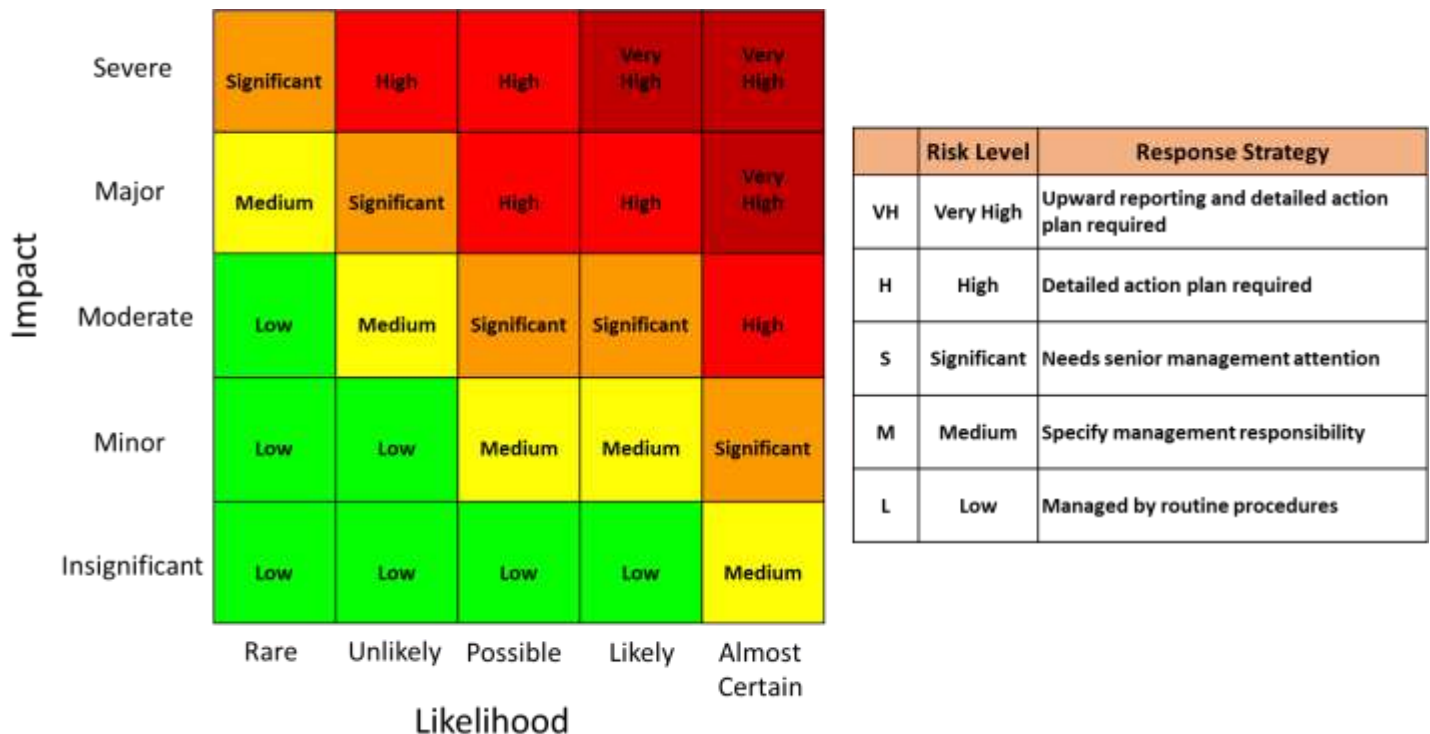 Impact
Severe
Significant
High
High
Very
High
Very
High
Major
Medium
Significant
High
High
Very
High
Moderate
Low
Medium
Significant
Significant
High
Minor
Low
Low
Medium
Medium
Significant
Insignificant
Low
Low
Low
Low
Medium
Rare
Unlikely
Possible
Likely
Almost
Certain
Likelihood
Risk Level
Response Strategy
VH
Very High
Upward reporting and detailed action
plan required
H
High
Detailed action plan required
S
Significant
Needs senior management attention
M
Medium
Specify management responsibility
L
Low
Managed by routine procedures